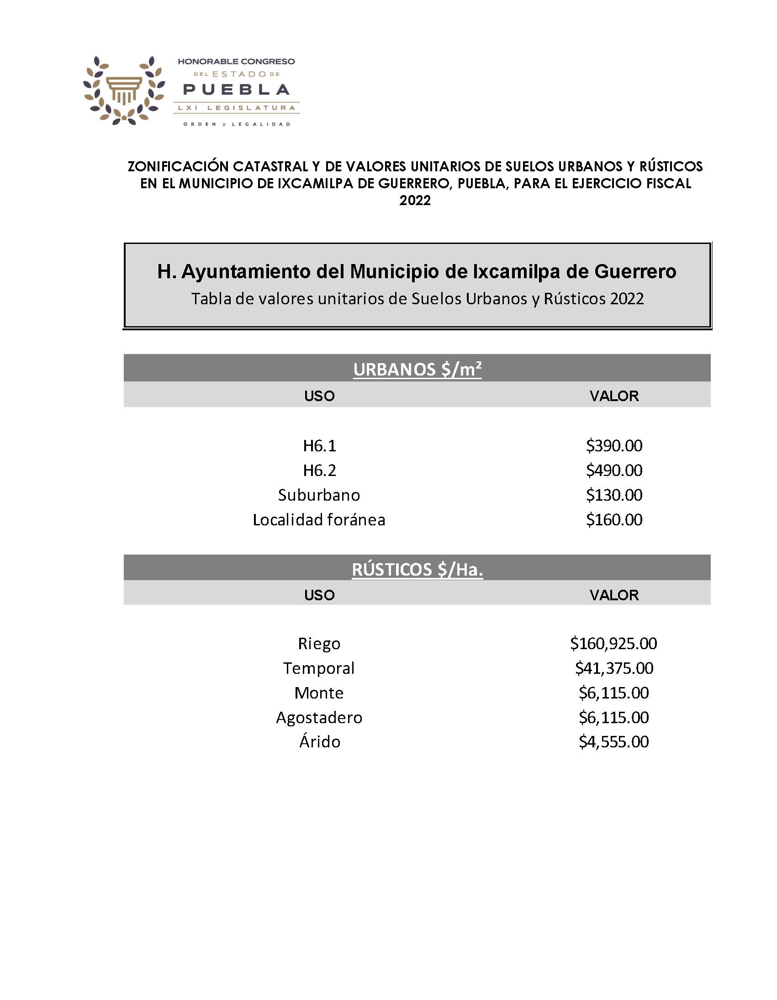 HONORABLE CONGRESO
DEL ESTADO DE
PUEBLA
LXI LEGISLATURA
ORDEN y LEGALIDAD
ZONIFICACIÓN CATASTRAL Y DE VALORES UNITARIOS DE SUELOS URBANOS Y RÚSTICOS
EN EL MUNICIPIO DE IXCAMILPA DE GUERRERO, PUEBLA, PARA EL EJERCICIO FISCAL
2022
H. Ayuntamiento del Municipio de Ixcamilpa de Guerrero
Tabla de valores unitarios de Suelos Urbanos y Rústicos 2022
URBANOS $/m²
USO VALOR
H6.1 $390.00
H6.2 $490.00
Suburbano $130.00
Localidad foránea $160.00
RÚSTICOS $/Ha.
USO VALOR
Riego $160,925.00
Temporal $41,375.00
Monte $6,115.00
Agostadero $6,115.00
Árido $4,555.00